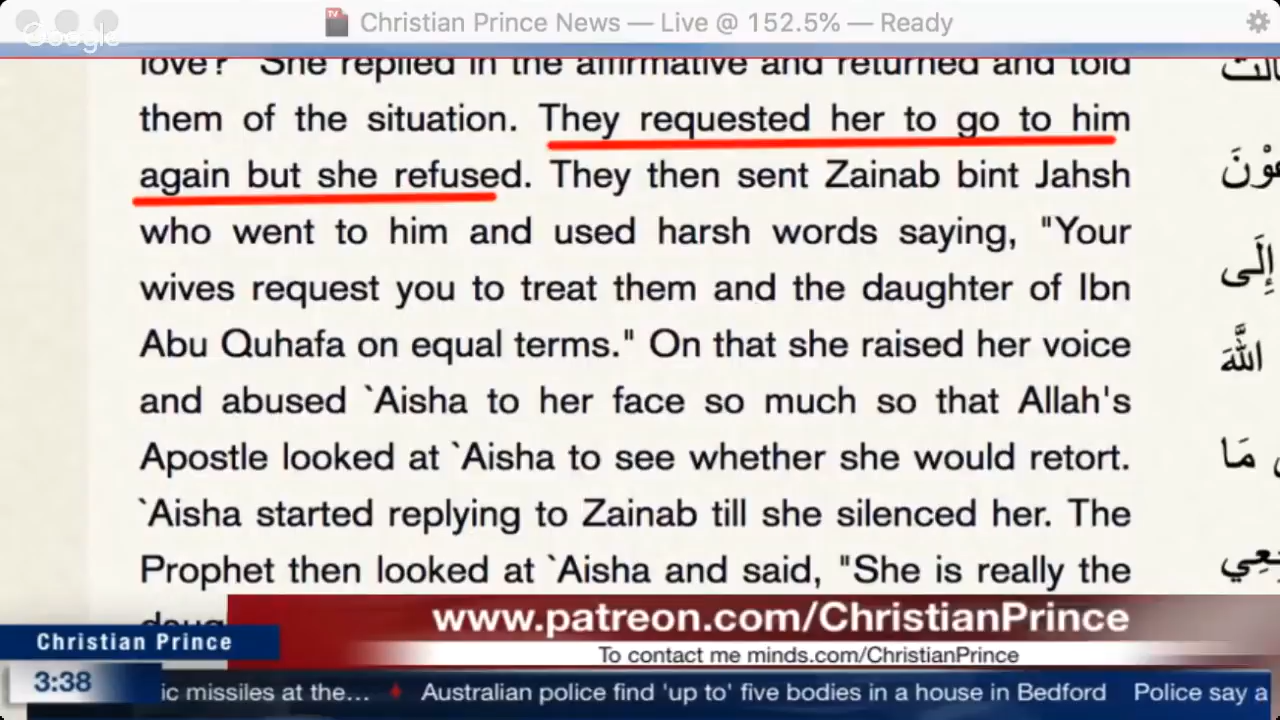 Christian Prince News — Live @ 152.5% — Ready
Google
love?" She replied in the affirmative and returned and told
them of the situation. They requested her to go to him
again but she refused. They then sent Zainab bint Jahsh
who went to him and used harsh words saying, "Your
wives request you to treat them and the daughter of Ibn
Abu Quhafa on equal terms." On that she raised her voice
and abused `Aisha to her face so much so that Allah's
Apostle looked at `Aisha to see whether she would retort.
`Aisha started replying to Zainab till she silenced her. The
Prophet then looked at `Aisha and said, "She is really the
إِلَى
اللَّهَ
مَا
www.patreon.com/ChristianPrince
Christian Prince
To contact me minds.com/ChristianPrince
3:38
ic missiles at the... Australian police find 'up to' five bodies in a house in Bedford Police say a